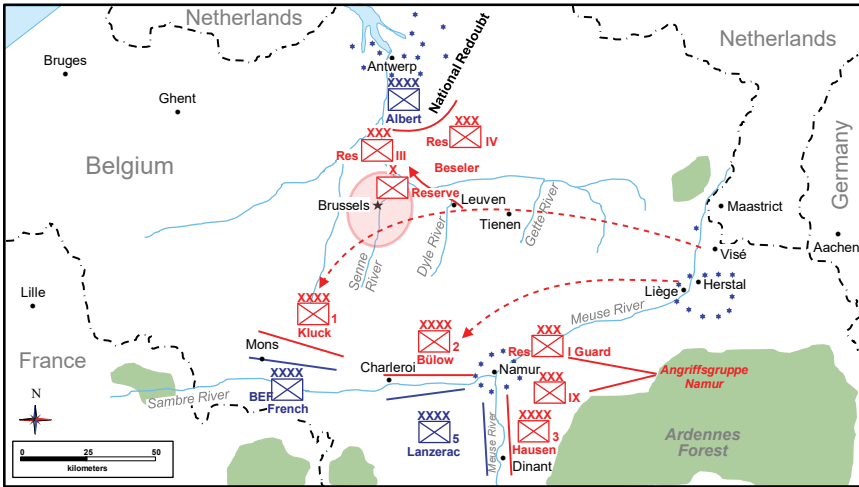 Netherlands
Netherlands
Bruges
Antwerp
National Redoubt
XXXX
Albert
Ghent
XXX
Res IV
XXX
Res III
Beseler
Belgium
Germany
X
Reserve
Brussels
Leuven
Tienen
Maastrict
Gette River
Dyle River
Senne
River
Visé
Aachen
Lille
Liège
Herstal
Meuse River
XXXX
1
Kluck
XXXX
2
Bülow
XXX
Res I Guard
Mons
France
Charleroi
Namur
Angriffsgruppe
Namur
XXXX
BEF
French
Sambre River
XXX
IX
N
XXXX
5
Lanzerac
Meuse River
XXXX
3
Hausen
Dinant
Ardennes
Forest
0 25 50
kilometers